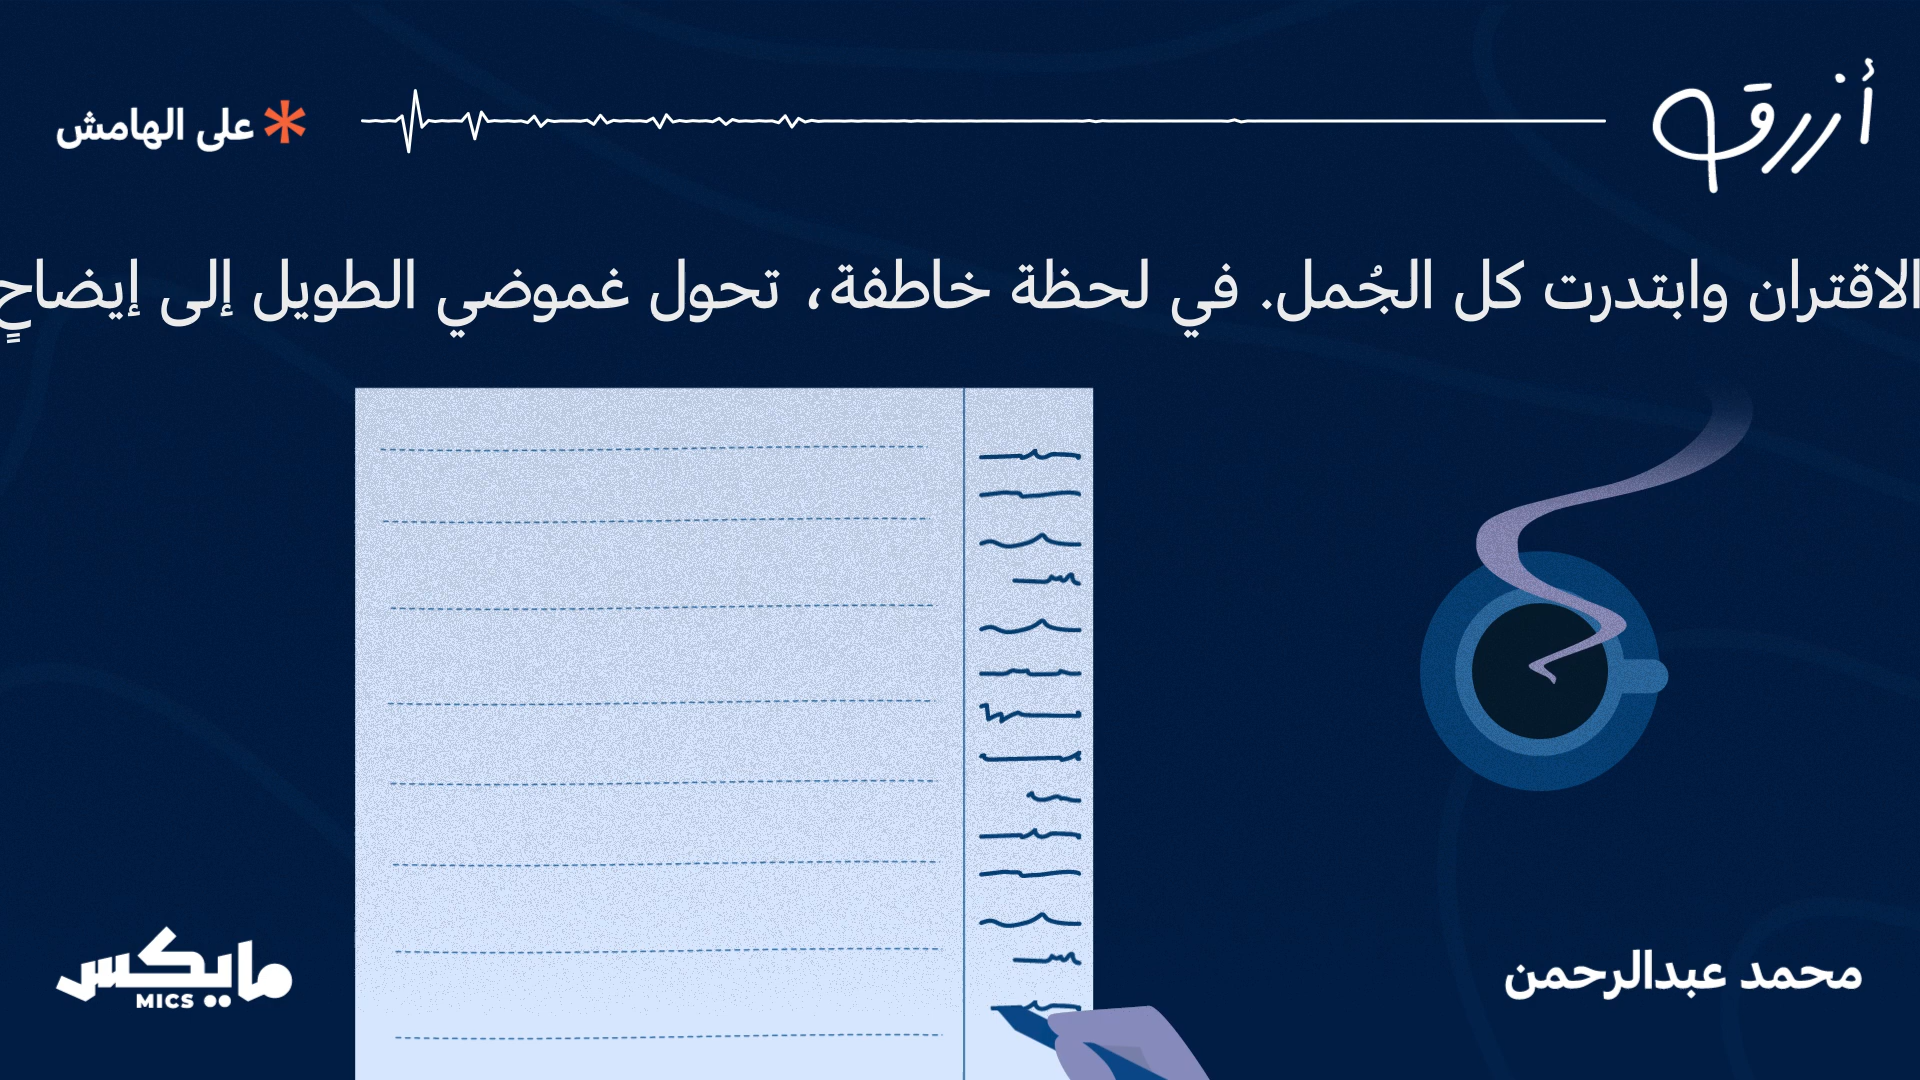 أزرق
* على الهامش
الاقتران وابتدرت كل الجُمل. في لحظة خاطفة، تحول غموضي الطويل إلى إيضاحٍ
محمد عبدالرحمن
مايكس
MICS